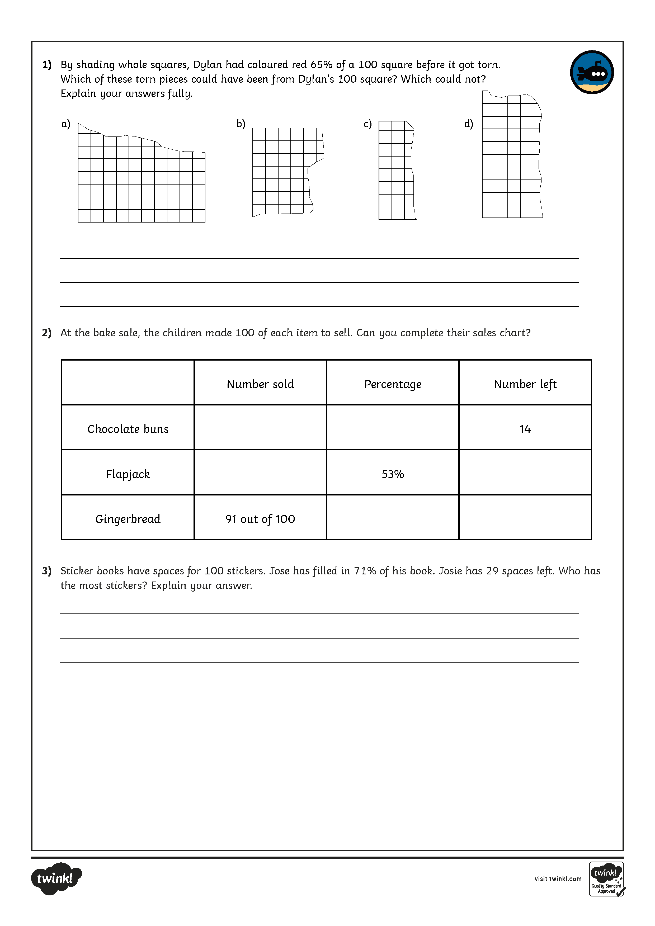 1) By shading whole squares, Dylan had coloured red 65% of a 100 square before it got torn.
Which of these torn pieces could have been from Dylan's 100 square? Which could not?
Explain your answers fully.
a) b) c) d)
2) At the bake sale, the children made 100 of each item to sell. Can you complete their sales chart?
Number sold Percentage Number left
Chocolate buns 14
Flapjack 53%
Gingerbread 91 out of 100
3) Sticker books have spaces for 100 stickers. Jose has filled in 71% of his book. Josie has 29 spaces left. Who has
the most stickers? Explain your answer.
twinkl
visit twinkl.com
twinkl
Quality Standard
Approved